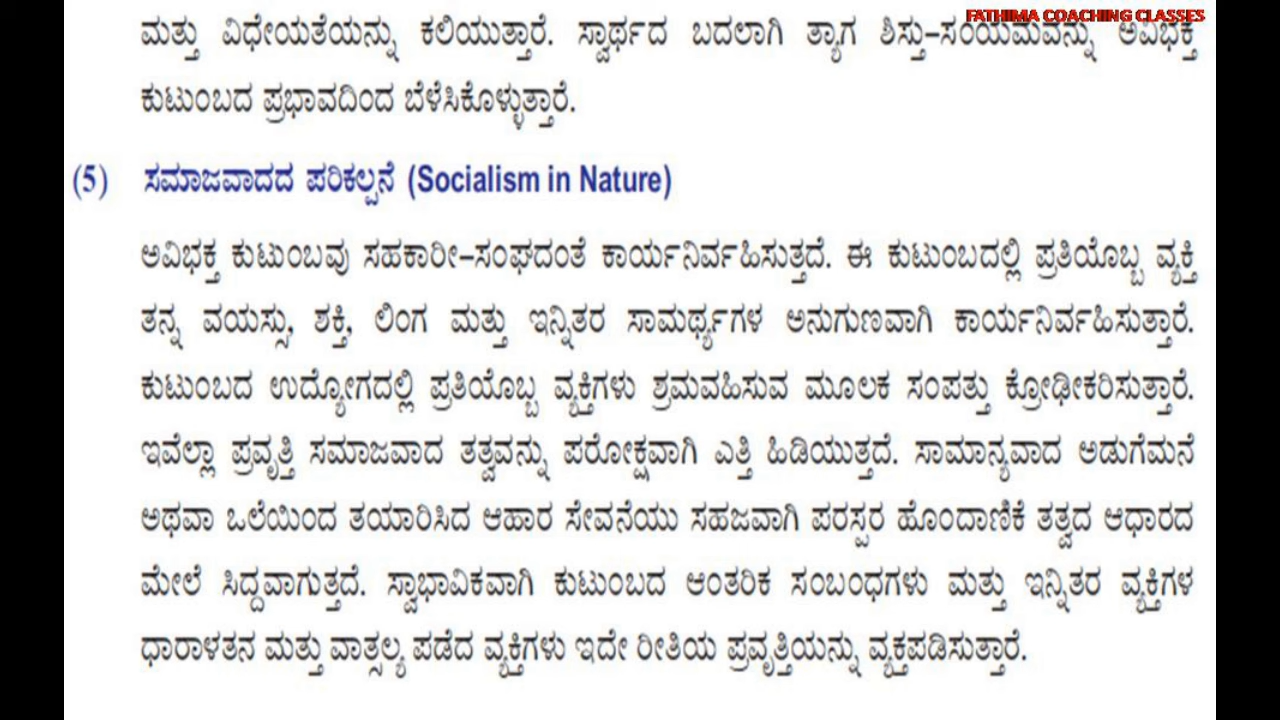 FATHIMA COACHING CLASSES
ಮತ್ತು ವಿಧೇಯತೆಯನ್ನು ಕಲಿಯುತ್ತಾರೆ. ಸ್ವಾರ್ಥದ ಬದಲಾಗಿ ತ್ಯಾಗ ಶಿಸ್ತು–ಸಂಯಮವನ್ನು ಅವಿಭಕ್ತ
ಕುಟುಂಬದ ಪ್ರಭಾವದಿಂದ ಬೆಳೆಸಿಕೊಳ್ಳುತ್ತಾರೆ.
(5) ಸಮಾಜವಾದದ ಪರಿಕಲ್ಪನೆ (Socialism in Nature)
ಅವಿಭಕ್ತ ಕುಟುಂಬವು ಸಹಕಾರೀ–ಸಂಘದಂತೆ ಕಾರ್ಯನಿರ್ವಹಿಸುತ್ತದೆ. ಈ ಕುಟುಂಬದಲ್ಲಿ ಪ್ರತಿಯೊಬ್ಬ ವ್ಯಕ್ತಿ
ತನ್ನ ವಯಸ್ಸು, ಶಕ್ತಿ, ಲಿಂಗ ಮತ್ತು ಇನ್ನಿತರ ಸಾಮರ್ಥ್ಯಗಳ ಅನುಗುಣವಾಗಿ ಕಾರ್ಯನಿರ್ವಹಿಸುತ್ತಾರೆ.
ಕುಟುಂಬದ ಉದ್ಯೋಗದಲ್ಲಿ ಪ್ರತಿಯೊಬ್ಬ ವ್ಯಕ್ತಿಗಳು ಶ್ರಮವಹಿಸುವ ಮೂಲಕ ಸಂಪತ್ತು ಕ್ರೋಢೀಕರಿಸುತ್ತಾರೆ.
ಇವೆಲ್ಲಾ ಪ್ರವೃತ್ತಿ ಸಮಾಜವಾದ ತತ್ವವನ್ನು ಪರೋಕ್ಷವಾಗಿ ಎತ್ತಿ ಹಿಡಿಯುತ್ತದೆ. ಸಾಮಾನ್ಯವಾದ ಅಡುಗೆಮನೆ
ಅಥವಾ ಒಲೆಯಿಂದ ತಯಾರಿಸಿದ ಆಹಾರ ಸೇವನೆಯು ಸಹಜವಾಗಿ ಪರಸ್ಪರ ಹೊಂದಾಣಿಕೆ ತತ್ವದ ಆಧಾರದ
ಮೇಲೆ ಸಿದ್ದವಾಗುತ್ತದೆ. ಸ್ವಾಭಾವಿಕವಾಗಿ ಕುಟುಂಬದ ಆಂತರಿಕ ಸಂಬಂಧಗಳು ಮತ್ತು ಇನ್ನಿತರ ವ್ಯಕ್ತಿಗಳ
ಧಾರಾಳತನ ಮತ್ತು ವಾತ್ಸಲ್ಯ ಪಡೆದ ವ್ಯಕ್ತಿಗಳು ಇದೇ ರೀತಿಯ ಪ್ರವೃತ್ತಿಯನ್ನು ವ್ಯಕ್ತಪಡಿಸುತ್ತಾರೆ.